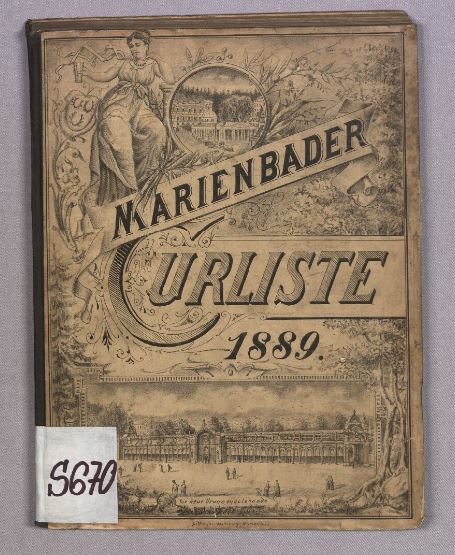 MARIENBADER
CURLISTE
1889.
S670